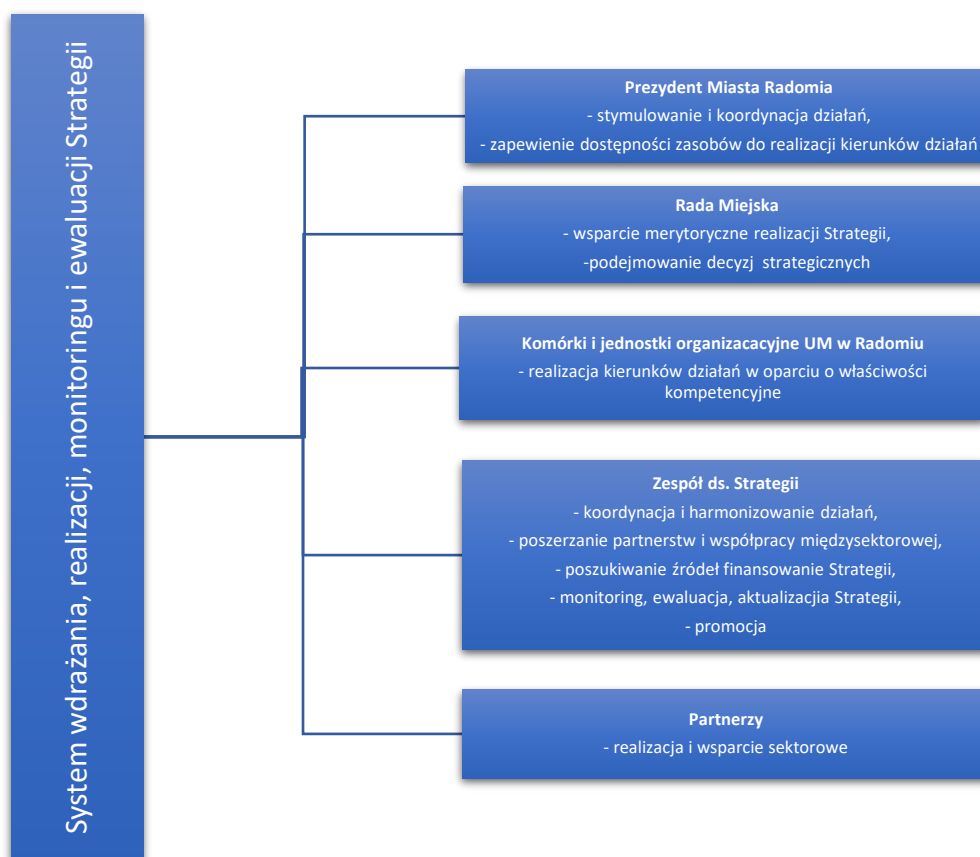 System wdrażania, realizacji, monitoringu i ewaluacji Strategii
Prezydent Miasta Radomia
- stymulowanie i koordynacja działań,
- zapewienie dostępności zasobów do realizacji kierunków działań
Rada Miejska
- wsparcie merytoryczne realizacji Strategii,
-podejmowanie decyzj strategicznych
Komórki i jednostki organizacacyjne UM w Radomiu
- realizacja kierunków działań w oparciu o właściwości
kompetencyjne
Zespół ds. Strategii
- koordynacja i harmonizowanie działań,
- poszerzanie partnerstw i współpracy międzysektorowej,
- poszukiwanie źródeł finansowanie Strategii,
- monitoring, ewaluacja, aktualizacjia Strategii,
- promocja
Partnerzy
- realizacja i wsparcie sektorowe